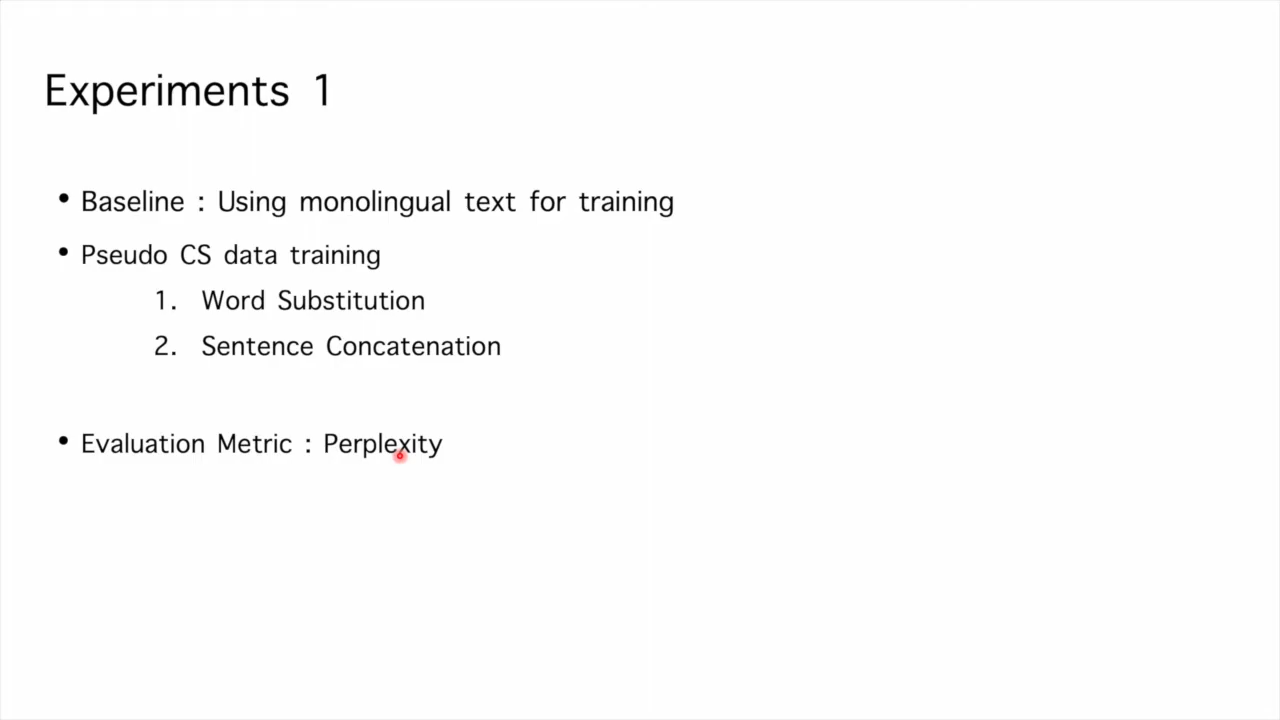 Experiments 1
• Baseline : Using monolingual text for training
• Pseudo CS data training
1. Word Substitution
2. Sentence Concatenation
• Evaluation Metric : Perplexity